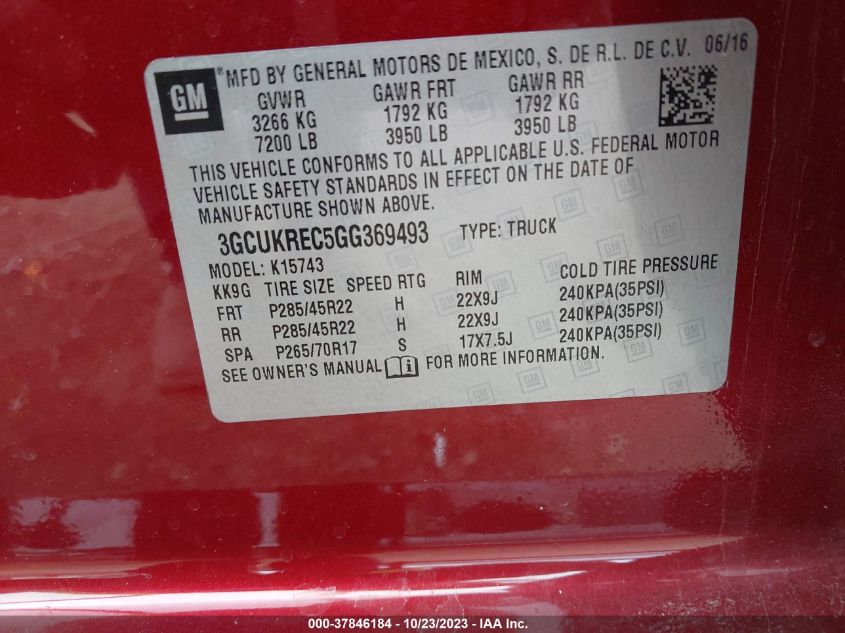 GM
*MFD BY GENERAL MOTORS DE MEXICO, S. DE R.L. DE C.V. 06/16
GVWR GAWR FRT GAWR RR
3266 KG 1792 KG 1792 KG
7200 LB 3950 LB 3950 LB
THIS VEHICLE CONFORMS TO ALL APPLICABLE U.S. FEDERAL MOTOR
VEHICLE SAFETY STANDARDS IN EFFECT ON THE DATE OF
MANUFACTURE SHOWN ABOVE.
3GCUKREC5GG369493 TYPE: TRUCK
MODEL: K15743
KK9G TIRE SIZE SPEED RTG RIM COLD TIRE PRESSURE
FRT P285/45R22 H 22X9J 240KPA(35PSI)
RR P285/45R22 H 22X9J 240KPA(35PSI)
SPA P265/70R17 S 17X7.5J 240KPA(35PSI)
SEE OWNER'S MANUAL FOR MORE INFORMATION.
000-37846184 - 10/23/2023 - IAA Inc.